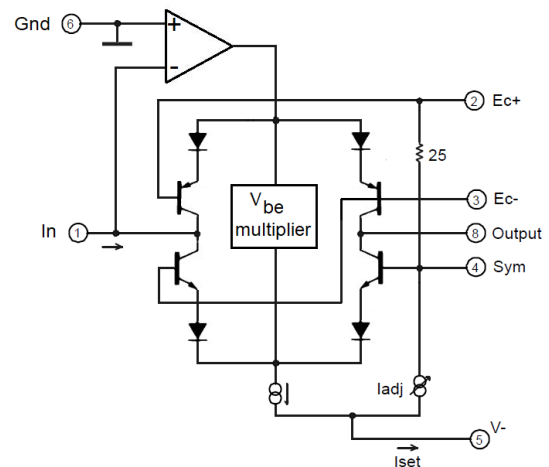 Gnd 6
+
-
2 Ec+
25
V
be
multiplier
3 Ec-
In 1
8 Output
4 Sym
Iadj
V-
5
Iset